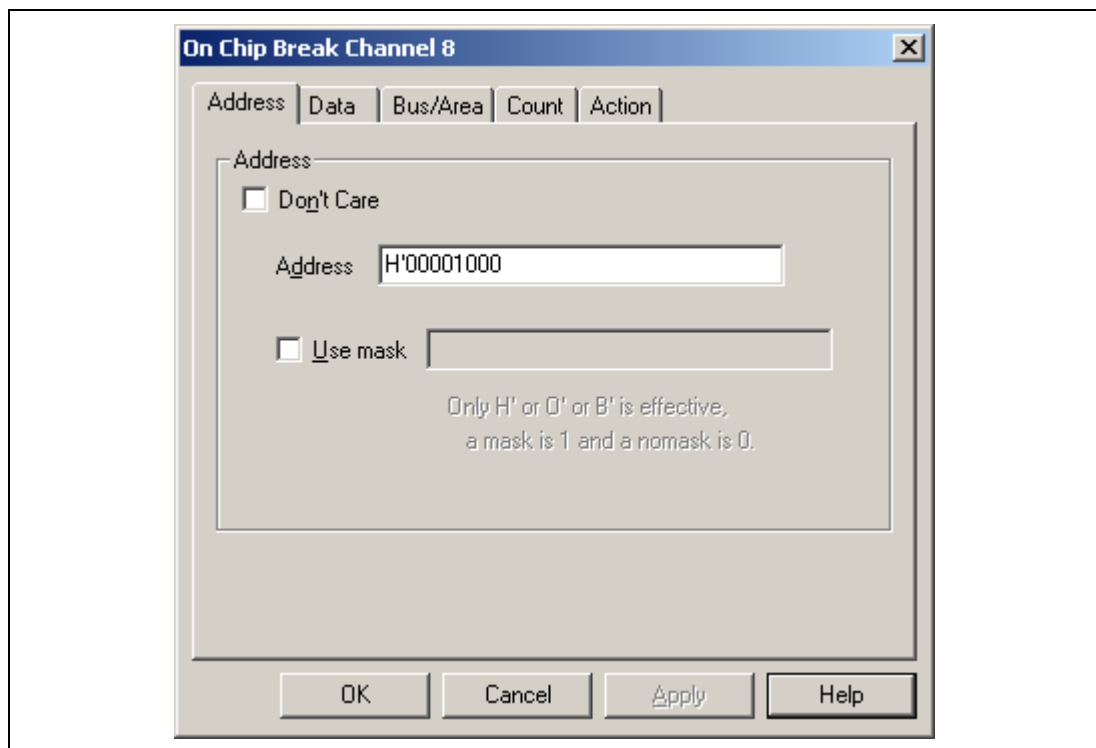 On Chip Break Channel 8
Address Data Bus/Area Count Action
Address
Don't Care
Address H'00001000
Use mask
Only H' or O' or B' is effective,
a mask is 1 and a nomask is 0.
OK Cancel Apply Help